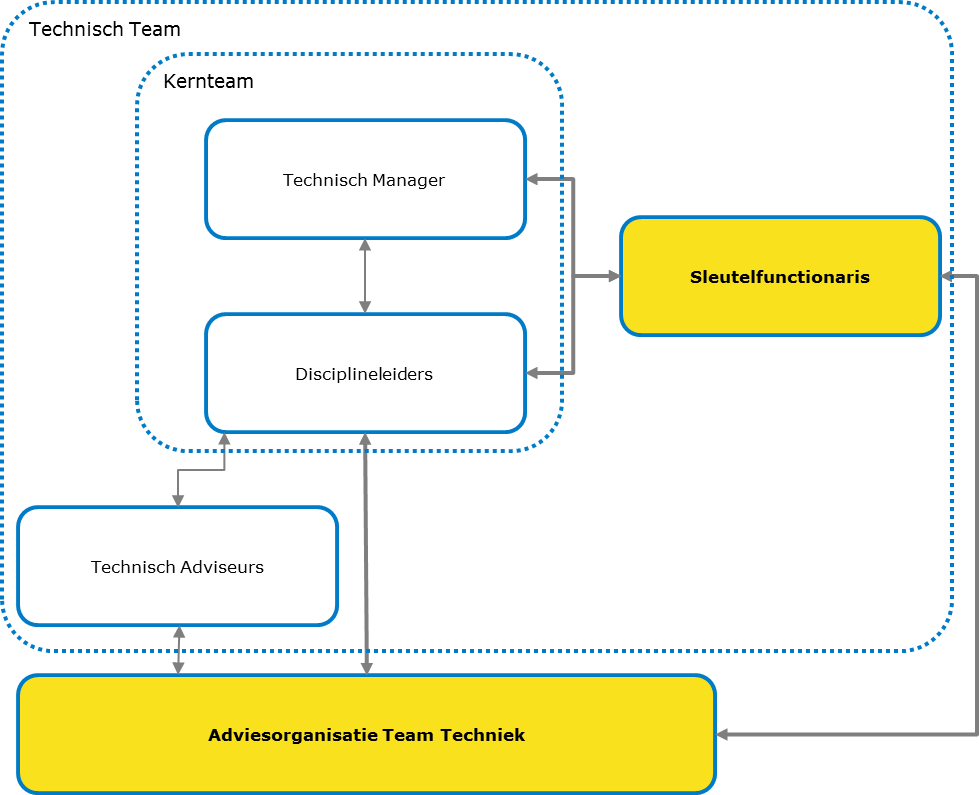 Technisch Team
Kernteam
Technisch Manager
Sleutelfunctionaris
Disciplineleiders
Technisch Adviseurs
Adviesorganisatie Team Techniek